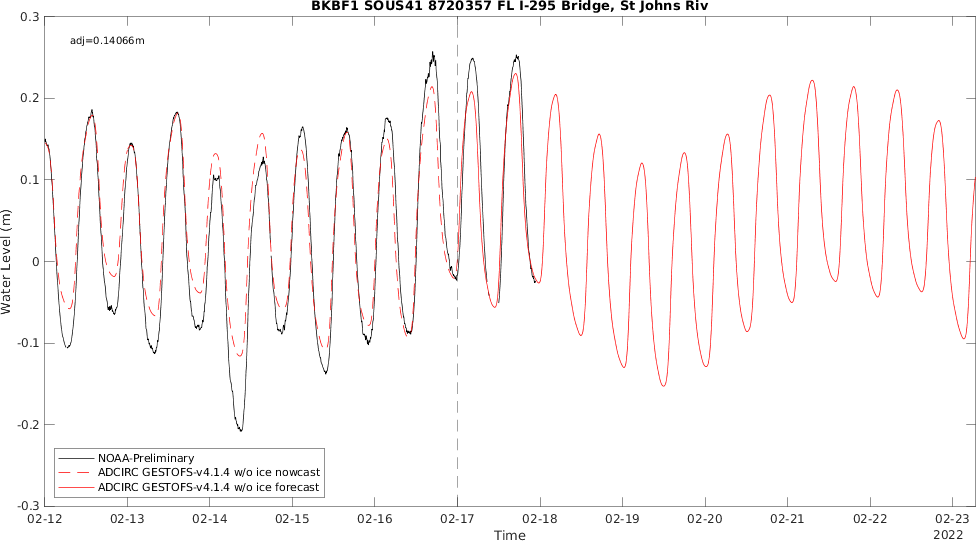 BKBF1 SOUS41 8720357 FL I-295 Bridge, St Johns Riv
adj=0.14066m
0.3
0.2
0.1
0
-0.1
-0.2
-0.3
Water Level (m)
NOAA-Preliminary
ADCIRC GESTOFS-v4.1.4 w/o ice nowcast
ADCIRC GESTOFS-v4.1.4 w/o ice forecast
02-12 02-13 02-14 02-15 02-16 02-17 02-18 02-19 02-20 02-21 02-22 02-23
Time
2022